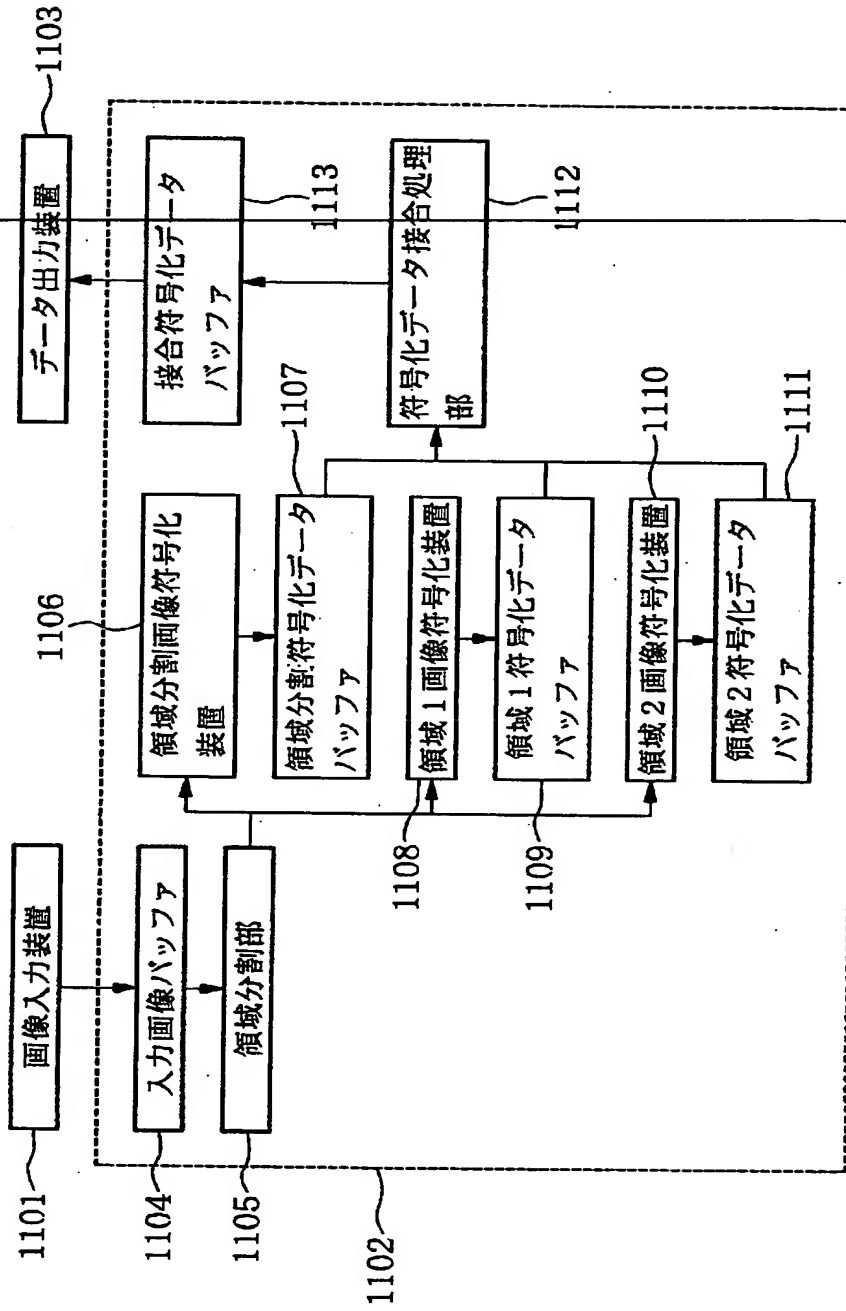 1101
画像入力装置
1104
入力画像バッファ
1105
領域分割部
1102
1106
領域分割画像符号化
装置
領域分割符号化データ
バッファ
1107
領域1画像符号化装置
1108
領域1符号化データ
バッファ
1109
領域2画像符号化装置
1110
領域2符号化データ
バッファ
1111
データ出力装置
1103
接合符号化データ
バッファ
1113
符号化データ接合処理
部
1112